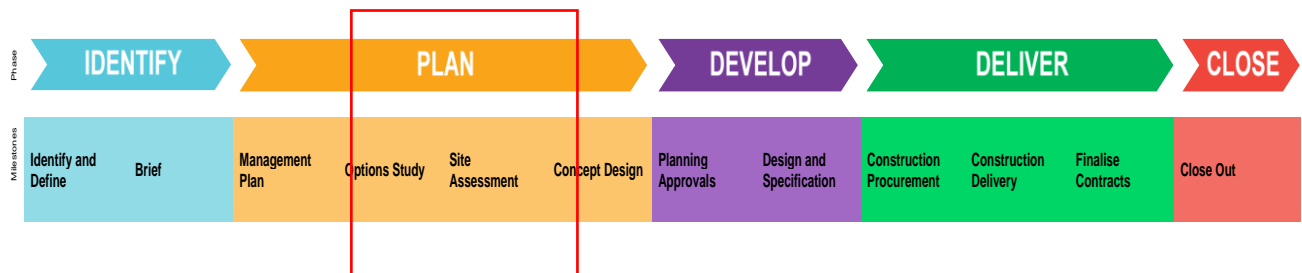 Phase
IDENTIFY
PLAN
DEVELOP
DELIVER
CLOSE
Milestones
Identify and
Define
Brief
Management
Plan
Options Study
Site
Assessment
Concept Design
Planning
Approvals
Design and
Specification
Construction
Procurement
Construction
Delivery
Finalise
Contracts
Close Out